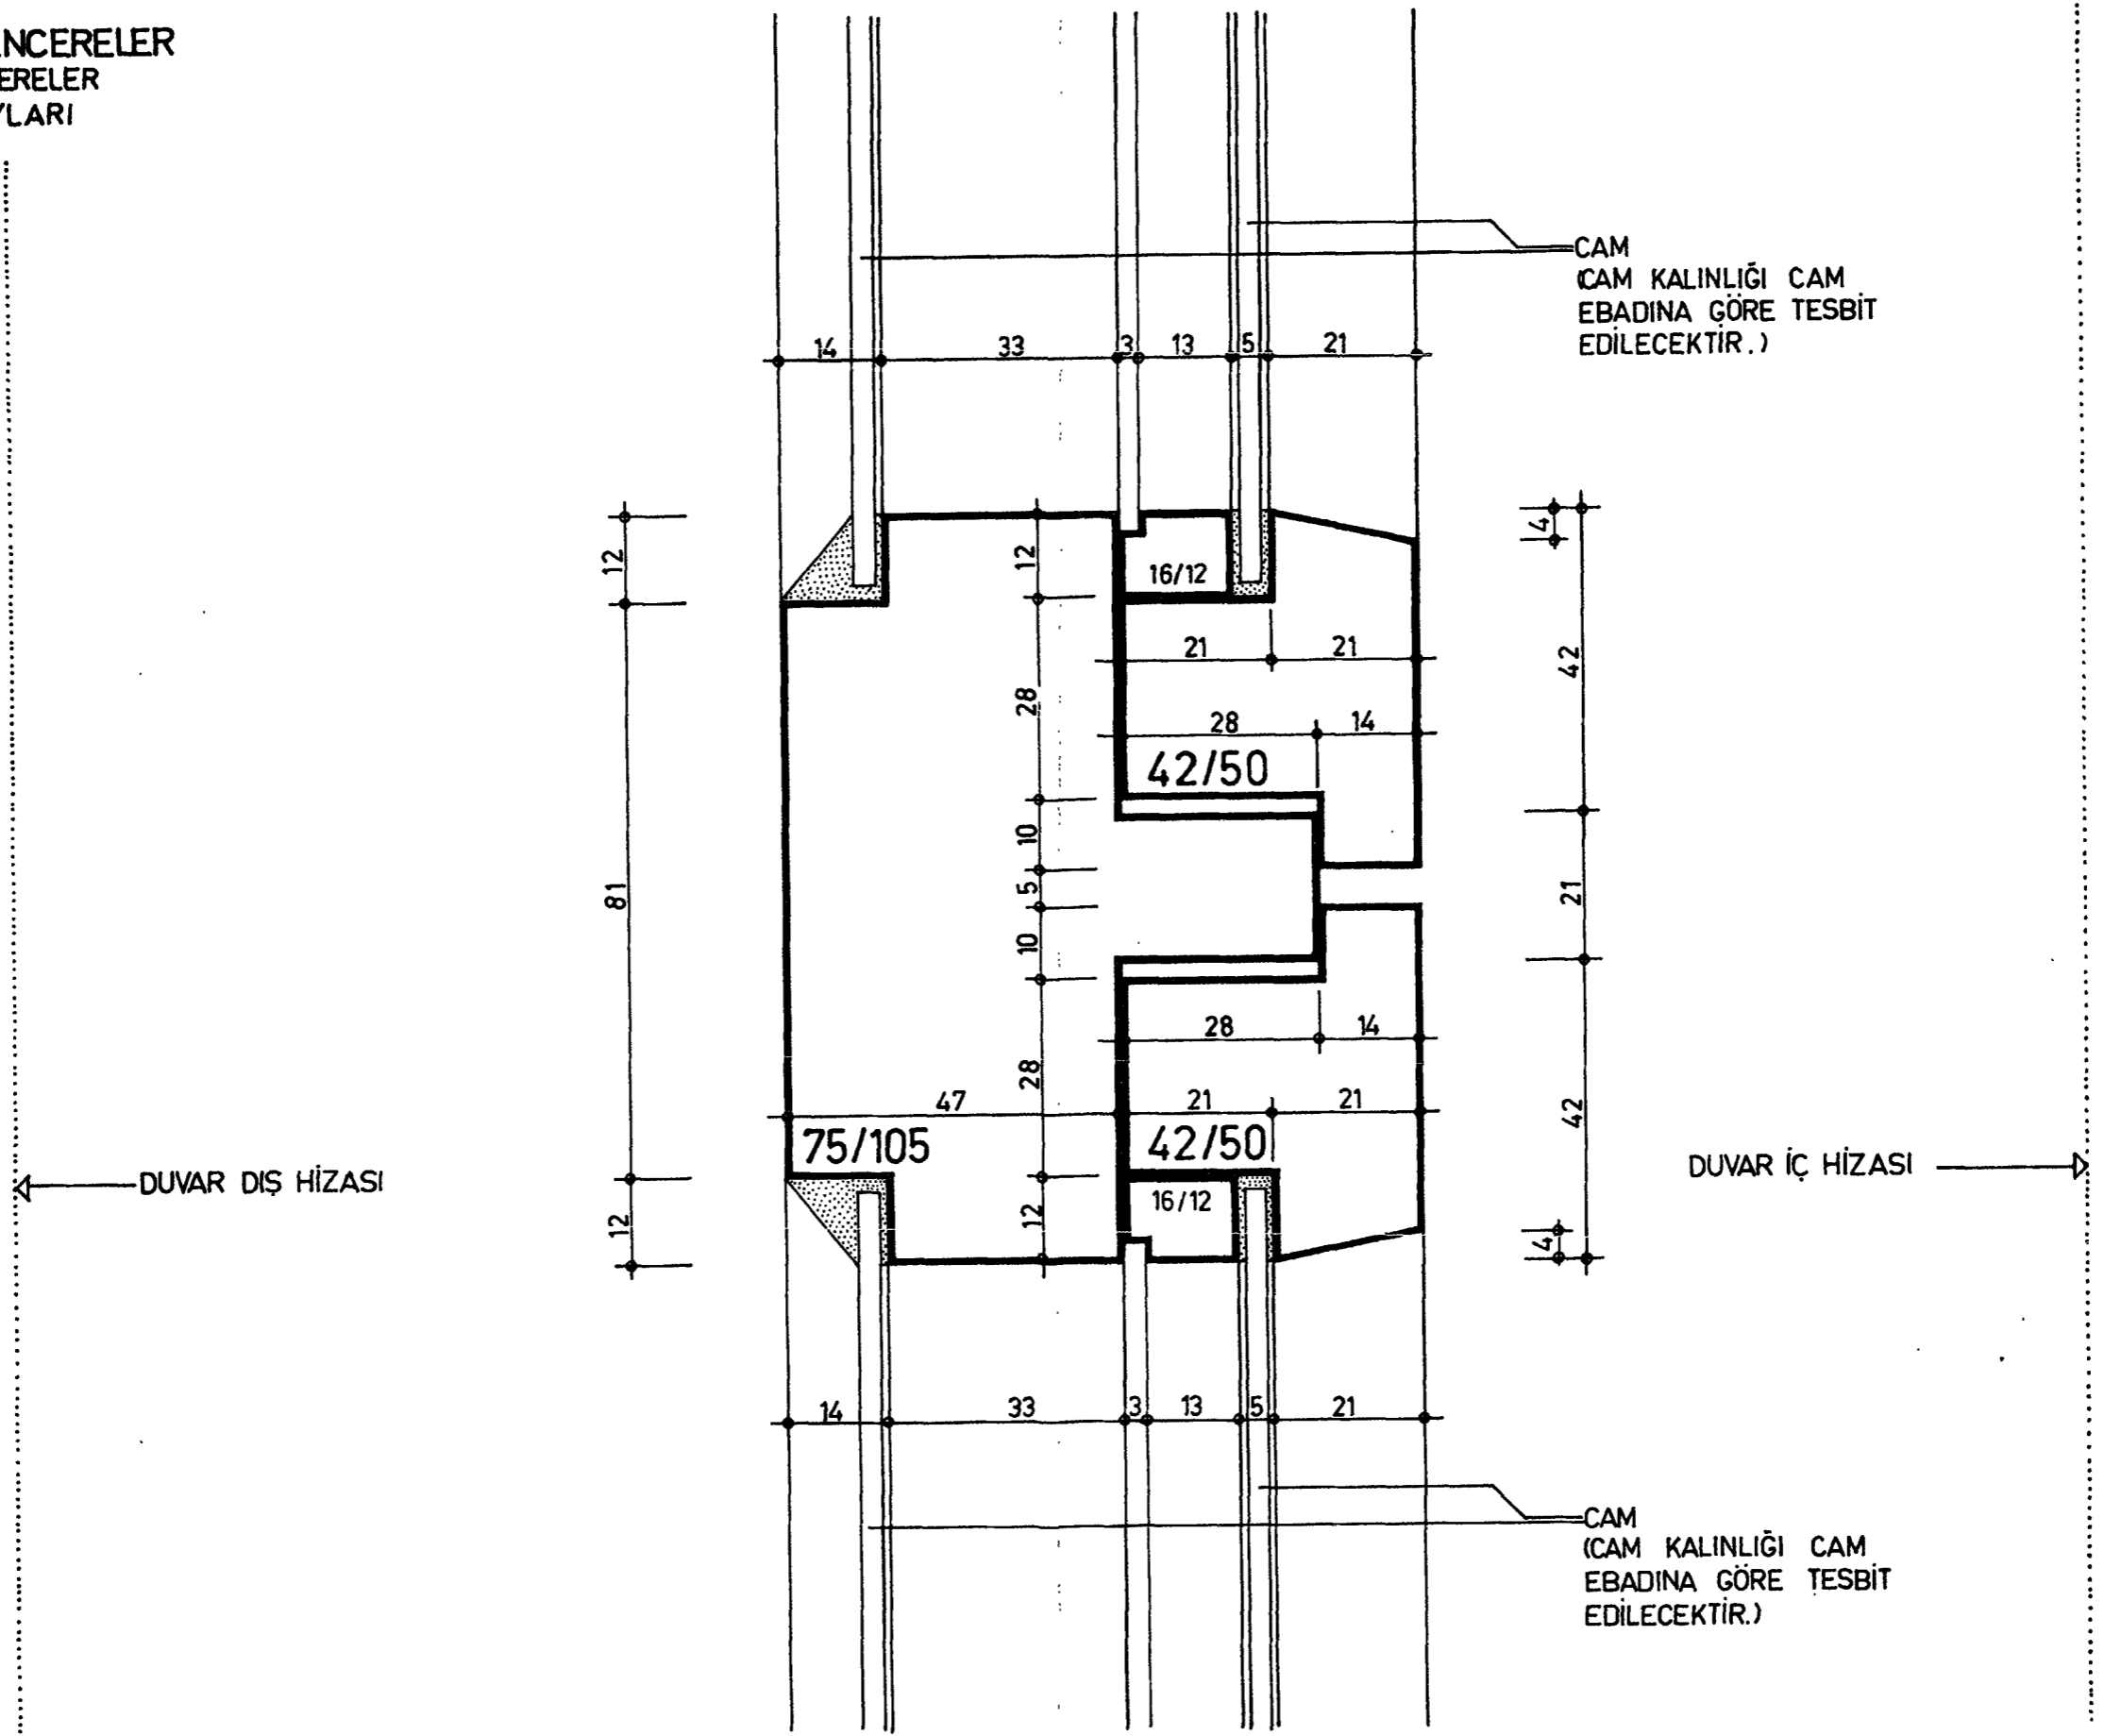 NCERELER
ERELER
YLARI
CAM
(CAM KALINLIĞI CAM
EBADINA GÖRE TESBİT
EDİLECEKTİR.)
14 33 3 13 5 21
12
12
16/12
4
21 21
28
42
28 14
42/50
10
81
5
21
10
28 14
28
47 21 21
42
75/105
42/50
DUVAR DIŞ HİZASI
DUVAR İÇ HİZASI
12
12
16/12
4
14 33 3 13 5 21
CAM
(CAM KALINLIĞI CAM
EBADINA GÖRE TESBİT
EDİLECEKTİR.)